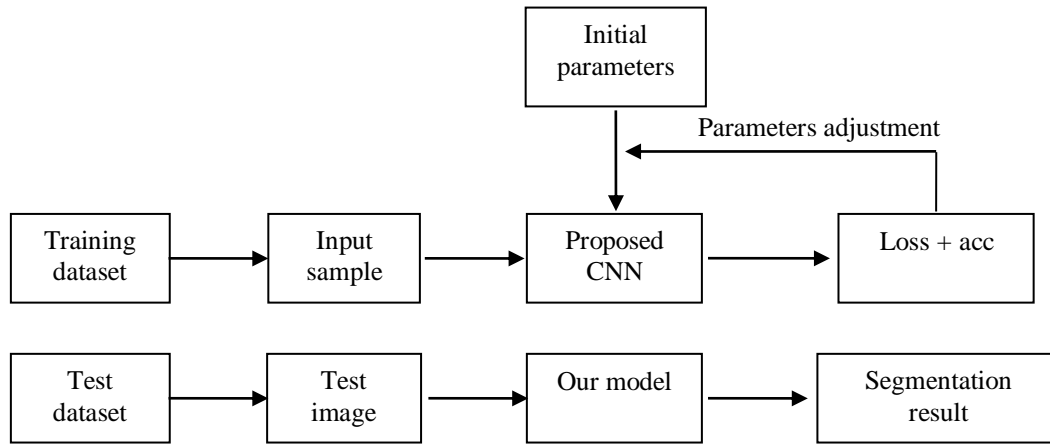 Initial
parameters
Parameters adjustment
Training
dataset
Input
sample
Proposed
CNN
Loss + acc
Test
dataset
Test
image
Our model
Segmentation
result